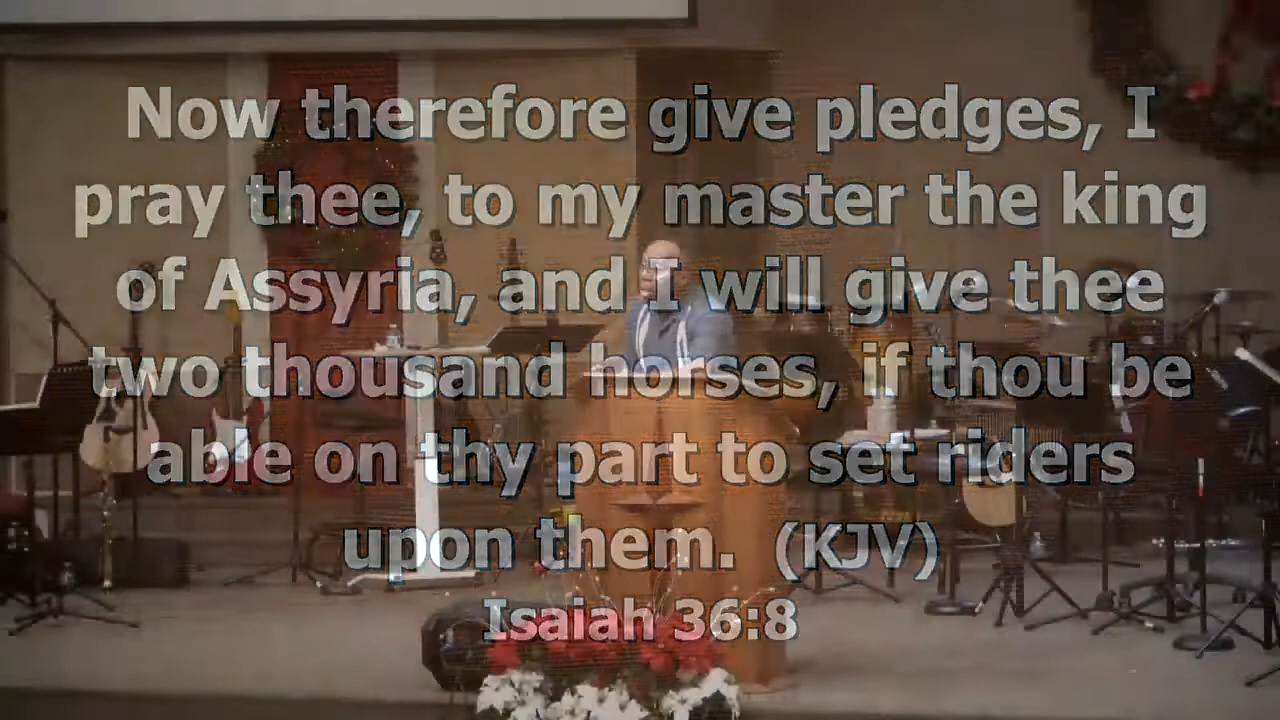 Now therefore give pledges, I
pray thee, to my master the king
of Assyria, and I will give thee
two thousand horses, if thou be
able on thy part to set riders
upon them. (KJV)
Isaiah 36:8